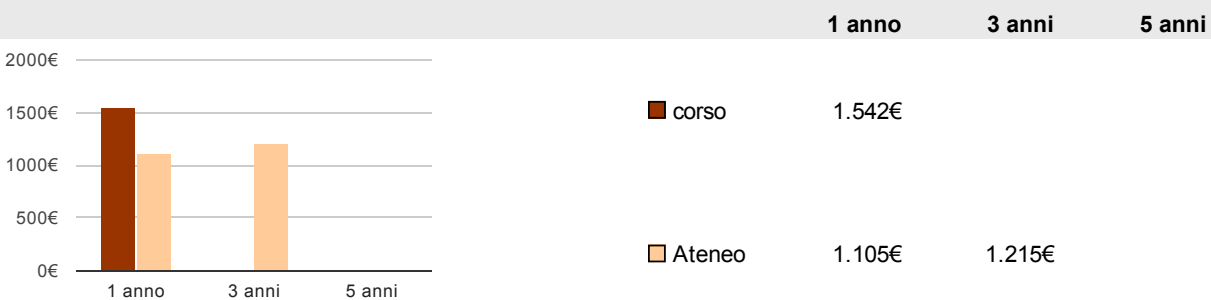 1 anno 3 anni 5 anni
2000€
1500€
1000€
500€
0€
1 anno 3 anni 5 anni
corso 1.542€
Ateneo 1.105€ 1.215€